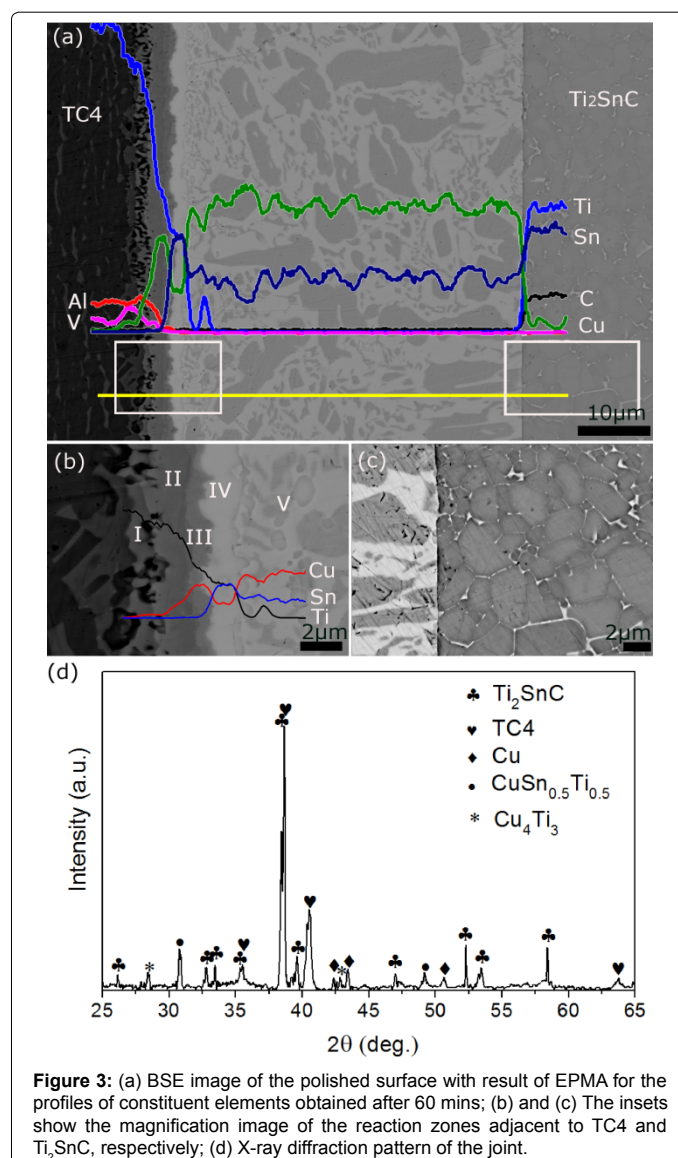 (a)
TC4
Ti2SnC
Ti
Sn
Al
C
V
Cu
10μm
(b)
II
IV
V
I
III
Cu
Sn
Ti
2μm
(c)
2μm
(d)
Intensity (a.u.)
♣ Ti2SnC
♥ TC4
♦ Cu
● CuSn0.5Ti0.5
* Cu4Ti3
25 30 35 40 45 50 55 60 65
2θ (deg.)
Figure 3: (a) BSE image of the polished surface with result of EPMA for the
profiles of constituent elements obtained after 60 mins; (b) and (c) The insets
show the magnification image of the reaction zones adjacent to TC4 and
Ti2SnC, respectively; (d) X-ray diffraction pattern of the joint.